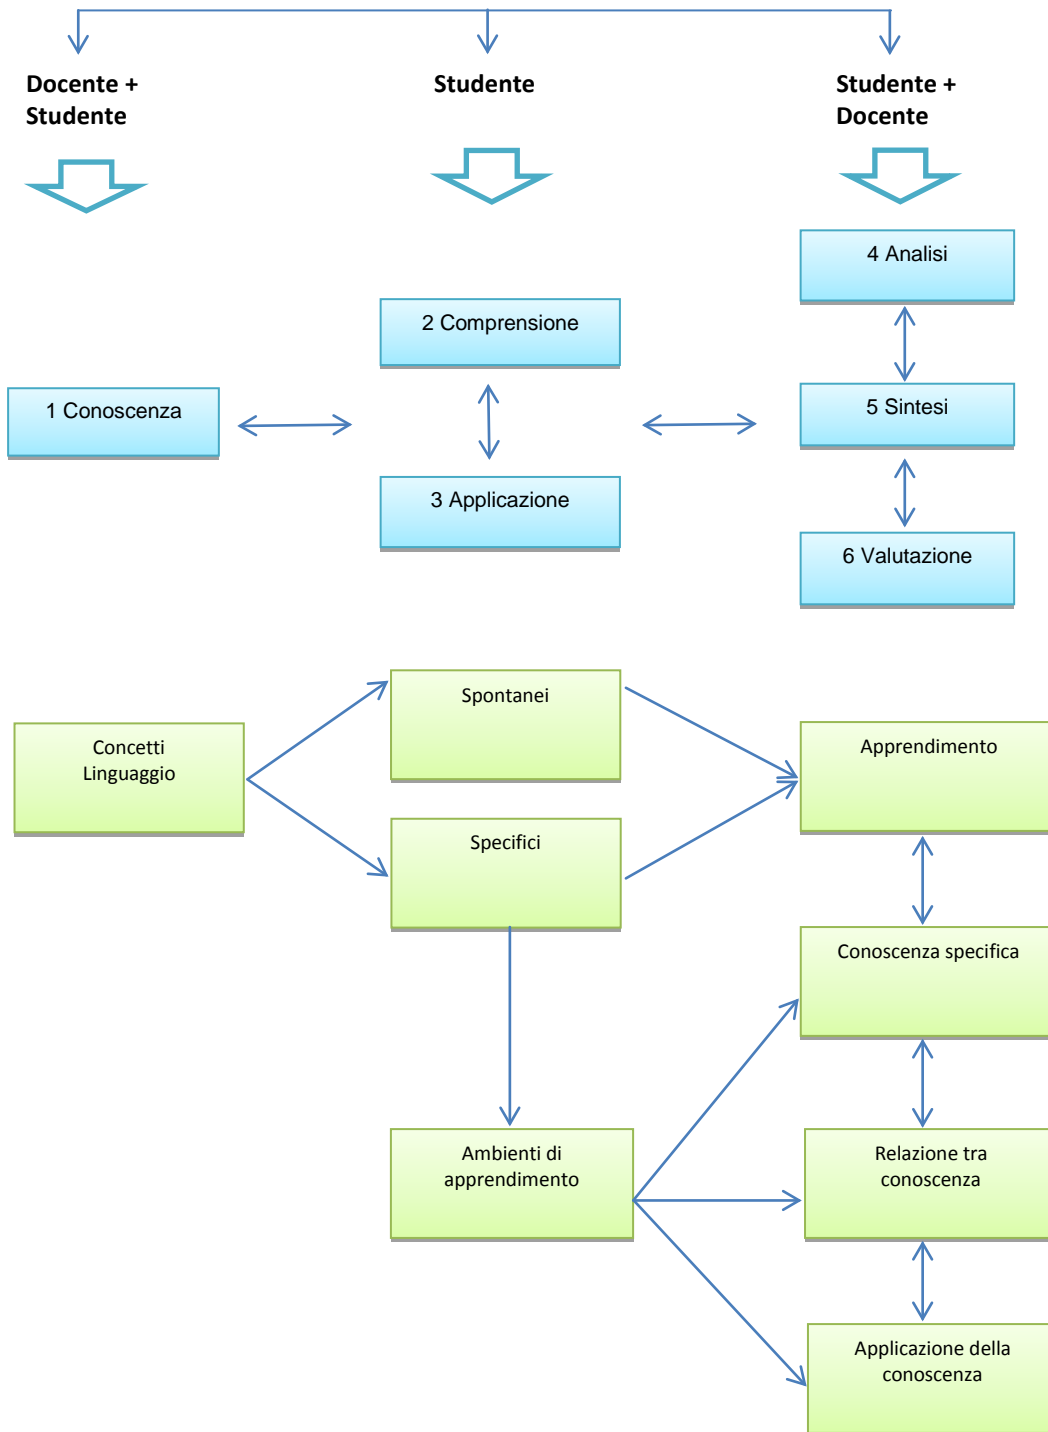 Docente +
Studente
Studente
Studente +
Docente
4 Analisi
2 Comprensione
1 Conoscenza
5 Sintesi
3 Applicazione
6 Valutazione
Spontanei
Concetti
Linguaggio
Apprendimento
Specifici
Conoscenza specifica
Ambienti di
apprendimento
Relazione tra
conoscenza
Applicazione della
conoscenza